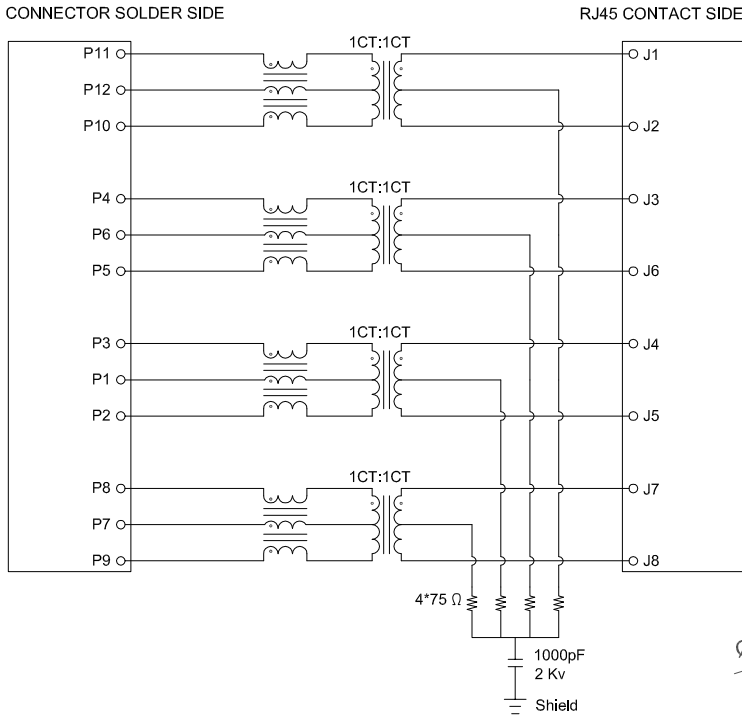 CONNECTOR SOLDER SIDE
RJ45 CONTACT SIDE
1CT:1CT
P11
J1
P12
P10
J2
1CT:1CT
P4
J3
P6
P5
J6
1CT:1CT
P3
J4
P1
P2
J5
1CT:1CT
P8
J7
P7
P9
J8
4*75 Ω
1000pF
2 Kv
Shield